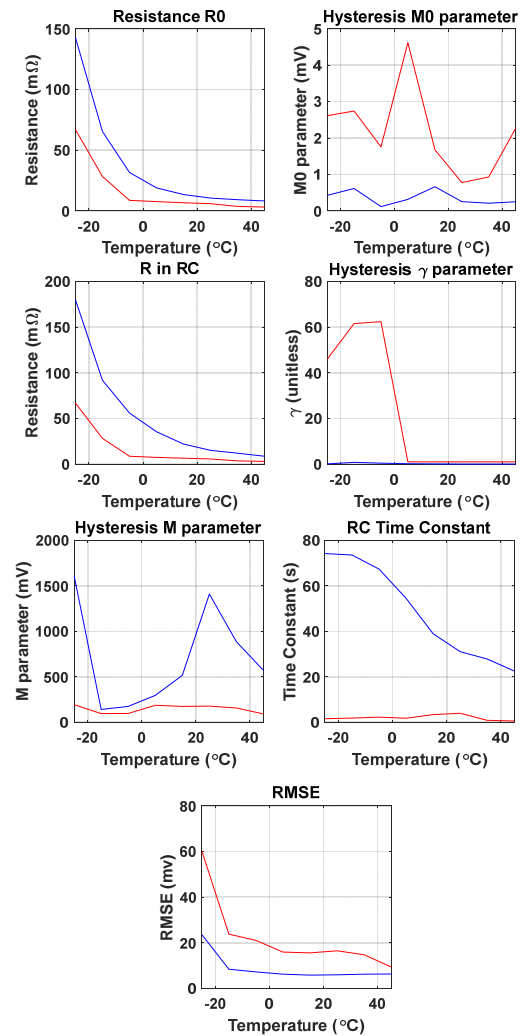 Resistance R0
150
100
50
0
Resistance (mΩ)
-20 0 20 40
Temperature (°C)
Hysteresis M0 parameter
5
4
3
2
1
0
M0 parameter (mV)
-20 0 20 40
Temperature (°C)
R in RC
200
150
100
50
0
Resistance (mΩ)
-20 0 20 40
Temperature (°C)
Hysteresis γ parameter
80
60
40
20
0
γ (unitless)
-20 0 20 40
Temperature (°C)
Hysteresis M parameter
2000
1500
1000
500
0
M parameter (mV)
-20 0 20 40
Temperature (°C)
RC Time Constant
80
60
40
20
0
Time Constant (s)
-20 0 20 40
Temperature (°C)
RMSE
80
60
40
20
0
RMSE (mv)
-20 0 20 40
Temperature (°C)